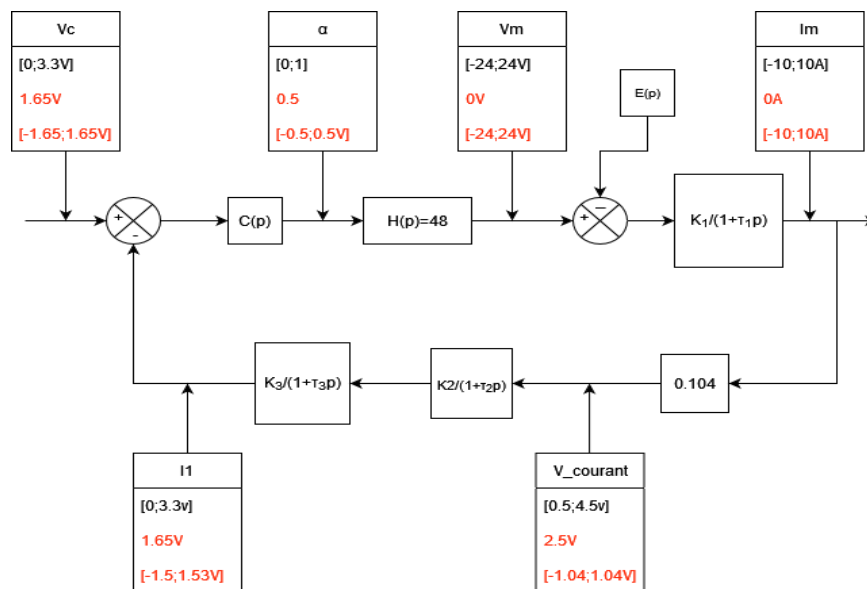 Vc
[0;3.3V]
1.65V
[-1.65;1.65V]
α
[0;1]
0.5
[-0.5;0.5V]
Vm
[-24;24V]
0V
[-24;24V]
E(p)
Im
[-10;10A]
0A
[-10;10A]
+
-
C(p)
H(p)=48
+
−
K₁/(1+τ₁p)
K₃/(1+τ₃p)
K2/(1+τ₂p)
0.104
I1
[0;3.3v]
1.65V
[-1.5;1.53V]
V_courant
[0.5;4.5v]
2.5V
[-1.04;1.04V]